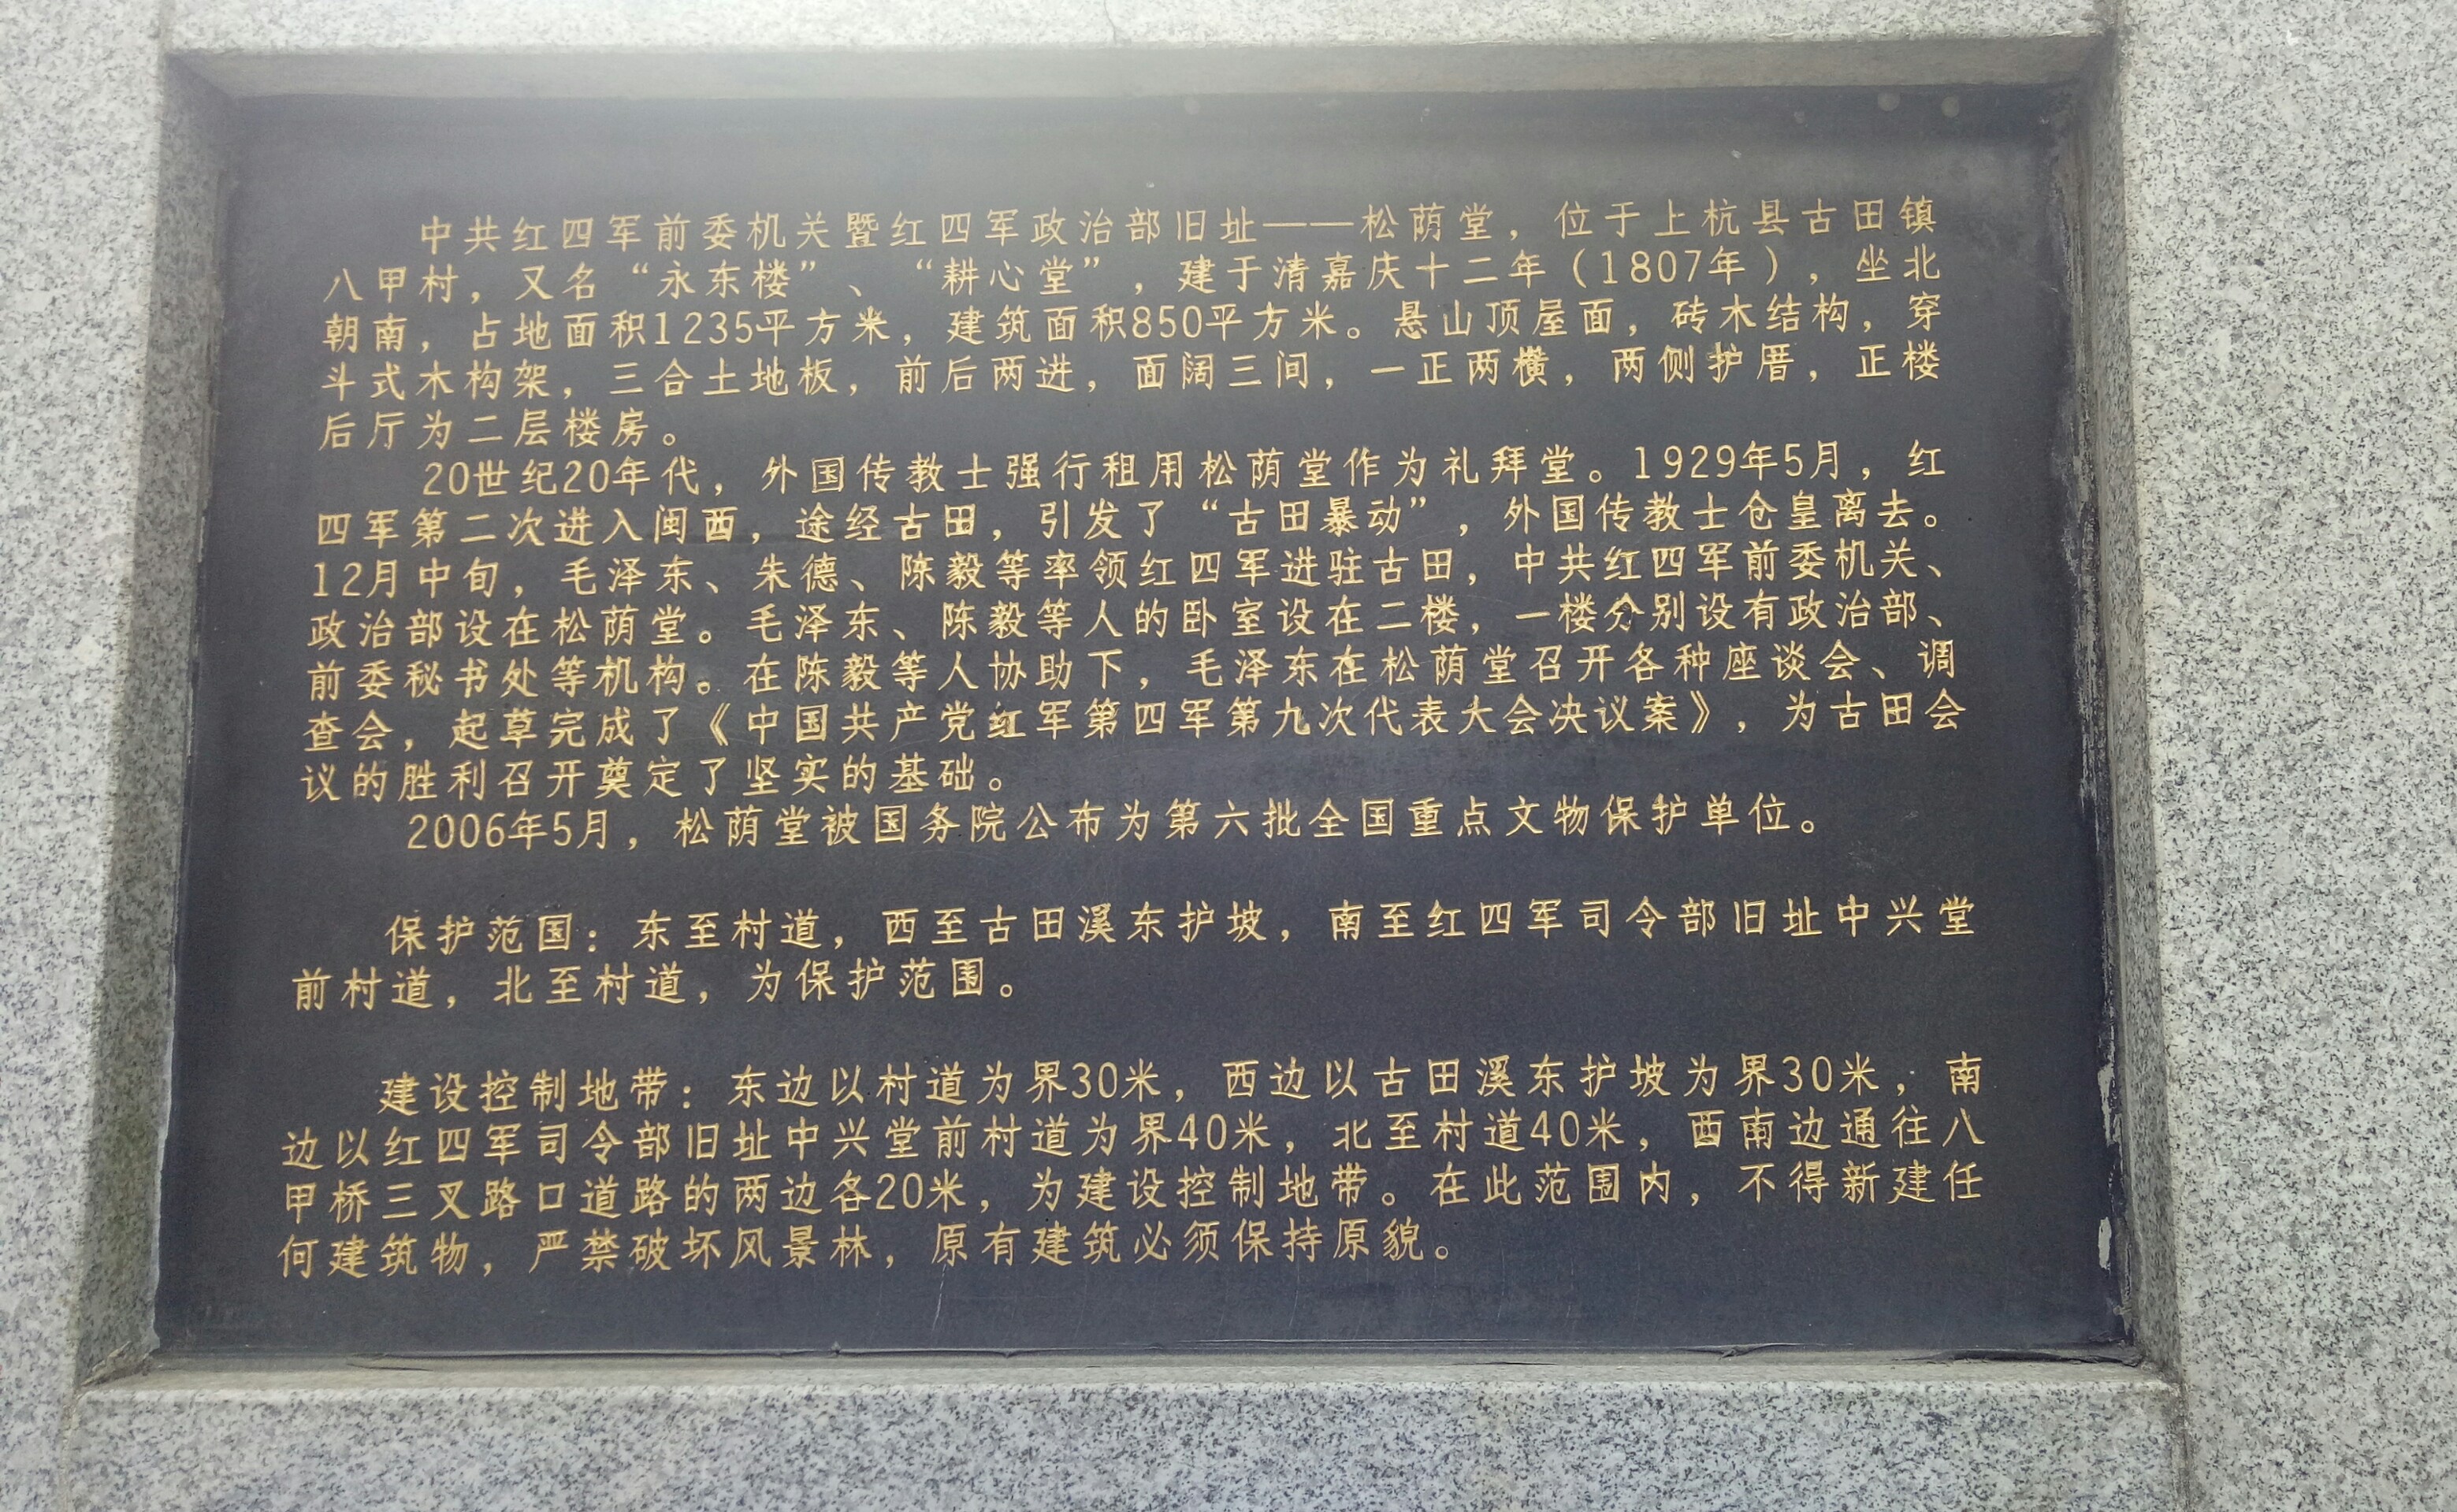 中共红四军前委机关暨红四军政治部旧址——松荫堂，位于上杭县古田镇
八甲村，又名“永东楼”、“耕心堂”，建于清嘉庆十二年（1807年），坐北
朝南，占地面积1235平方米，建筑面积850平方米。悬山顶屋面，砖木结构，穿
斗式木构架，三合土地板，前后两进，面阔三间，一正两横，两侧护厝，正楼
后厅为二层楼房。
20世纪20年代，外国传教士强行租用松荫堂作为礼拜堂。1929年5月，红
四军第二次进入闽西，途经古田，引发了“古田暴动”，外国传教士仓皇离去。
12月中旬，毛泽东、朱德、陈毅等率领红四军进驻古田，中共红四军前委机关、
政治部设在松荫堂。毛泽东、陈毅等人的卧室设在二楼，一楼分别设有政治部、
前委秘书处等机构。在陈毅等人协助下，毛泽东在松荫堂召开各种座谈会、调
查会，起草完成了《中国共产党红军第四军第九次代表大会决议案》，为古田会
议的胜利召开奠定了坚实的基础。
2006年5月，松荫堂被国务院公布为第六批全国重点文物保护单位。
保护范围：东至村道，西至古田溪东护坡，南至红四军司令部旧址中兴堂
前村道，北至村道，为保护范围。
建设控制地带：东边以村道为界30米，西边以古田溪东护坡为界30米，南
边以红四军司令部旧址中兴堂前村道为界40米，北至村道40米，西南边通往八
甲桥三叉路口道路的两边各20米，为建设控制地带。在此范围内，不得新建任
何建筑物，严禁破坏风景林，原有建筑必须保持原貌。